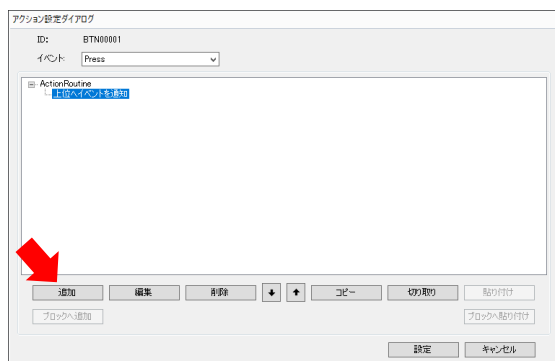 アクション設定ダイアログ
ID: BTN00001
イベント: Press
ActionRoutine
上位へイベントを通知
追加 編集 削除 コピー 切り取り 貼り付け
ブロックへ追加 ブロックへ貼り付け
設定 キャンセル